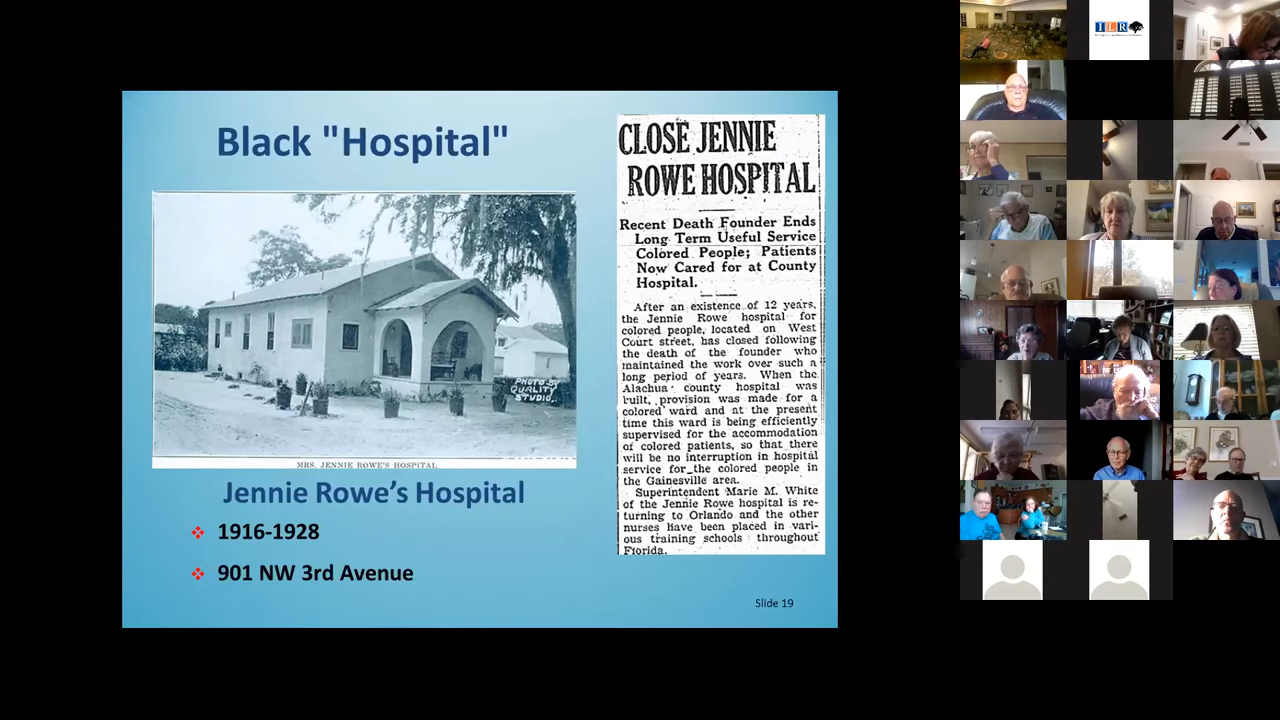 Black "Hospital"
PHOTO BY
QUALITY
STUDIO.
MRS. JENNIE ROWE'S HOSPITAL
Jennie Rowe's Hospital
1916-1928
901 NW 3rd Avenue
CLOSE JENNIE
ROWE HOSPITAL
Recent Death Founder Ends
Long Term Useful Service
Colored People; Patients
Now Cared for at County
Hospital.
After an existence of 12 years,
the Jennie Rowe hospital for
colored people, located on West
Court street, has closed following
the death of the founder who
maintained the work over such a
long period of years. When the
Alachua county hospital was
built, provision was made for a
colored ward and at the present
time this ward is being efficiently
supervised for the accommodation
of colored patients, so that there
will be no interruption in hospital
service for the colored people in
the Gainesville area.
Superintendent Marie M. White
of the Jennie Rowe hospital is re-
turning to Orlando and the other
nurses have been placed in vari-
ous training schools throughout
Florida.
Slide 19
ILR